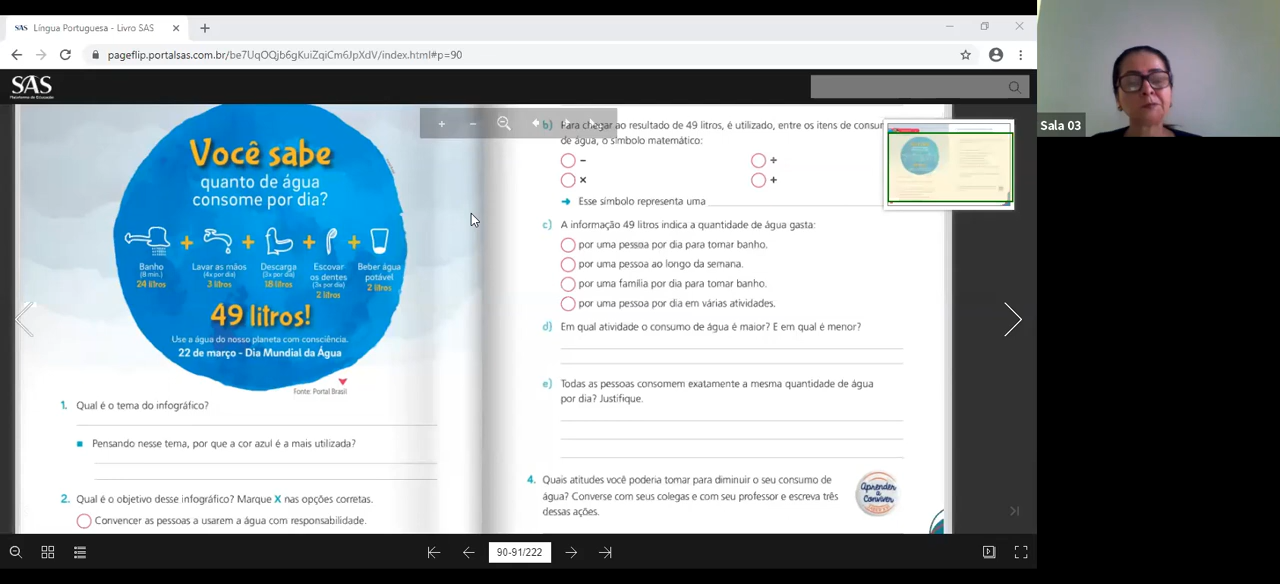 SAS Língua Portuguesa - Livro SAS
pageflip.portalsas.com.br/be7UqOQjb6gKuiZqiCm6JpXdV/index.html#p=90
SAS
Plataforma de Educação
Sala 03
Você sabe
quanto de água
consome por dia?
+ + + +
Banho
(8 min.)
24 litros
Lavar as mãos
(4x por dia)
3 litros
Descarga
(3x por dia)
18 litros
Escovar
os dentes
(3x por dia)
2 litros
Beber água
potável
2 litros
49 litros!
Use a água do nosso planeta com consciência.
22 de março - Dia Mundial da Água
Fonte: Portal Brasil
1. Qual é o tema do infográfico?
Pensando nesse tema, por que a cor azul é a mais utilizada?
2. Qual é o objetivo desse infográfico? Marque X nas opções corretas.
Convencer as pessoas a usarem a água com responsabilidade.
b) Para chegar ao resultado de 49 litros, é utilizado, entre os itens de consu
de água, o símbolo matemático:
– +
× +
Esse símbolo representa uma
c) A informação 49 litros indica a quantidade de água gasta:
por uma pessoa por dia para tomar banho.
por uma pessoa ao longo da semana.
por uma família por dia para tomar banho.
por uma pessoa por dia em várias atividades.
d) Em qual atividade o consumo de água é maior? E em qual é menor?
e) Todas as pessoas consomem exatamente a mesma quantidade de água
por dia? Justifique.
4. Quais atitudes você poderia tomar para diminuir o seu consumo de
água? Converse com seus colegas e com seu professor e escreva três
dessas ações.
Aprender
a
Conviver
90-91/222